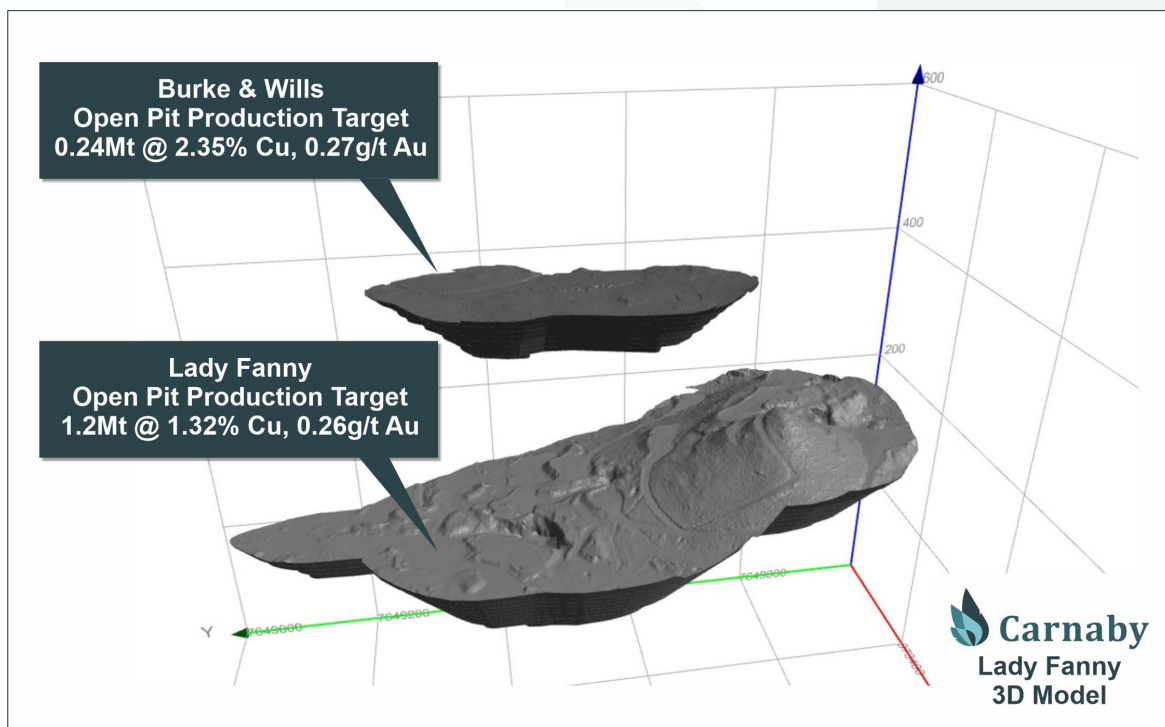 Burke & Wills
Open Pit Production Target
0.24Mt @ 2.35% Cu, 0.27g/t Au
600
400
Lady Fanny
Open Pit Production Target
1.2Mt @ 1.32% Cu, 0.26g/t Au
200
Y
7649200
Carnaby
Lady Fanny
3D Model